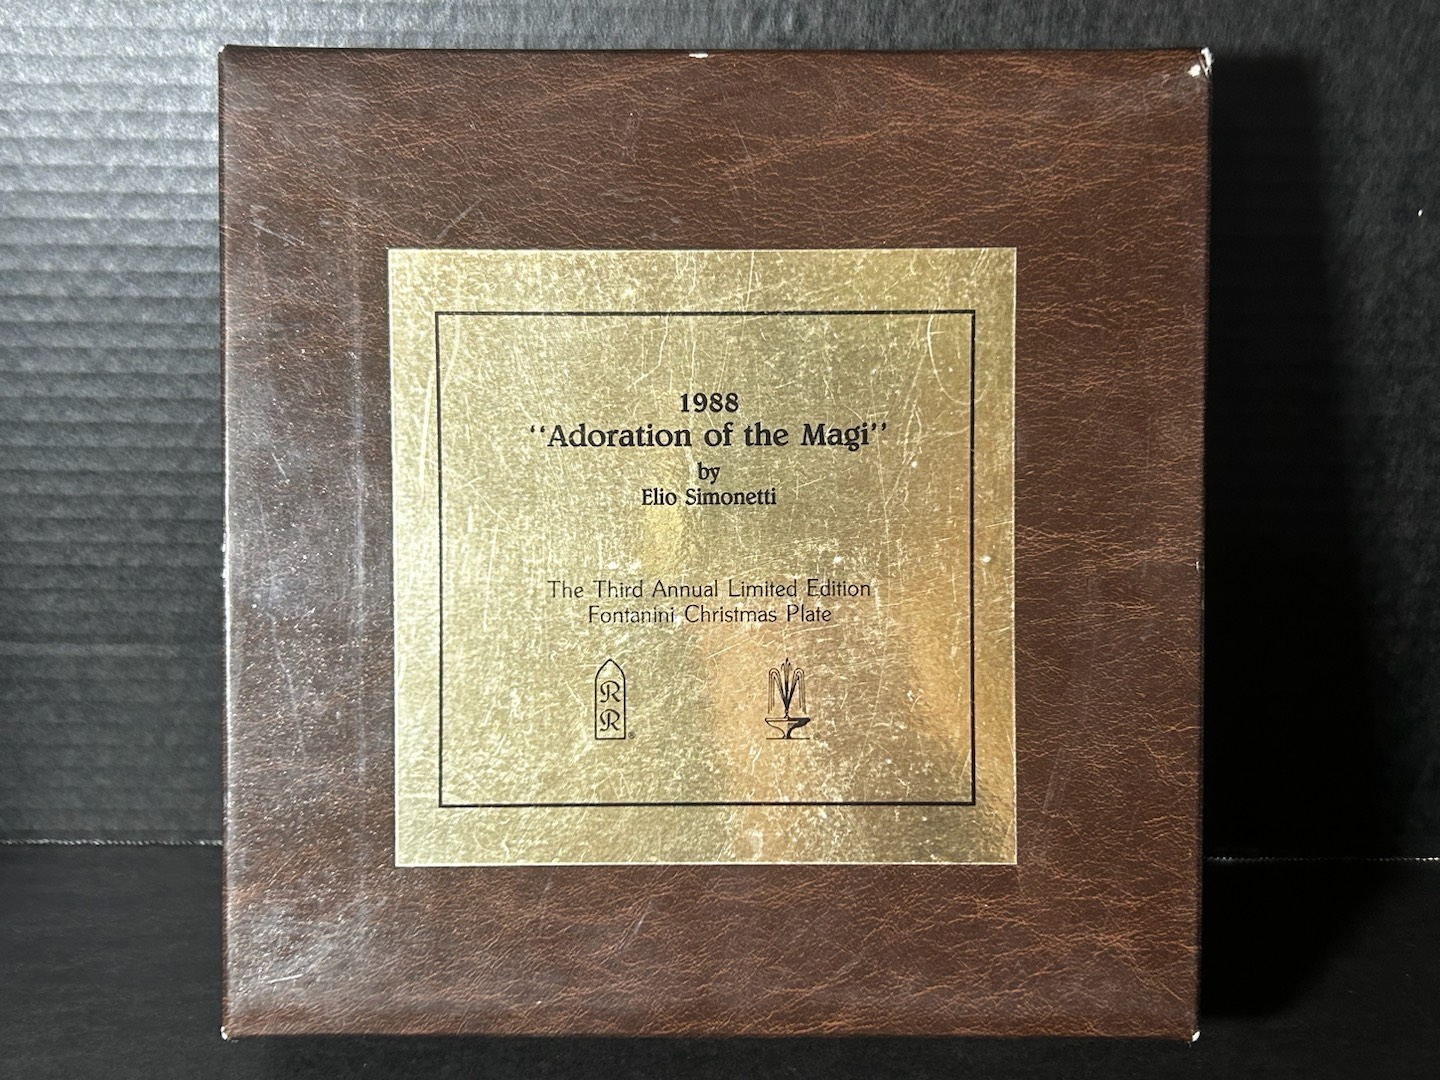 1988
‘‘Adoration of the Magi’’
by
Elio Simonetti
The Third Annual Limited Edition
Fontanini Christmas Plate
R
R
®